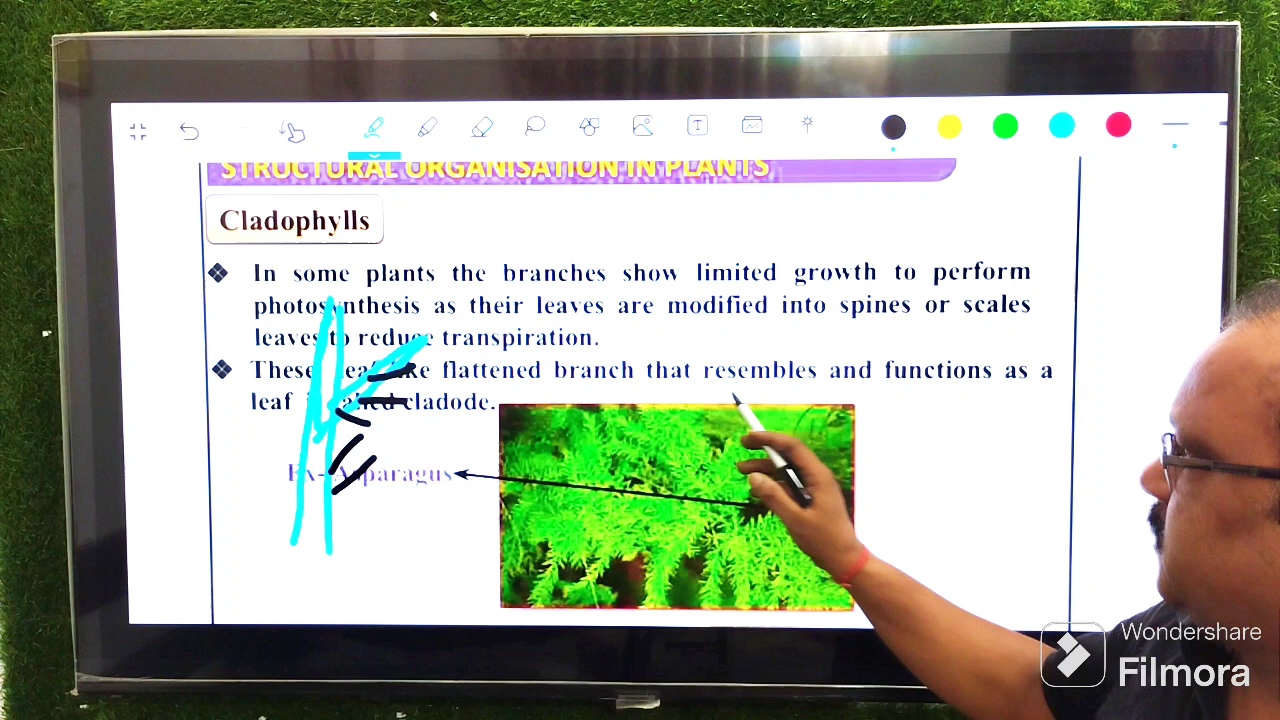 STRUCTURAL ORGANISATION IN PLANTS
Cladophylls
In some plants the branches show limited growth to perform
photosynthesis as their leaves are modified into spines or scales
leaves to reduce transpiration.
These leaf like flattened branch that resembles and functions as a
leaf is called cladode.
Ex- Asparagus
Wondershare
Filmora